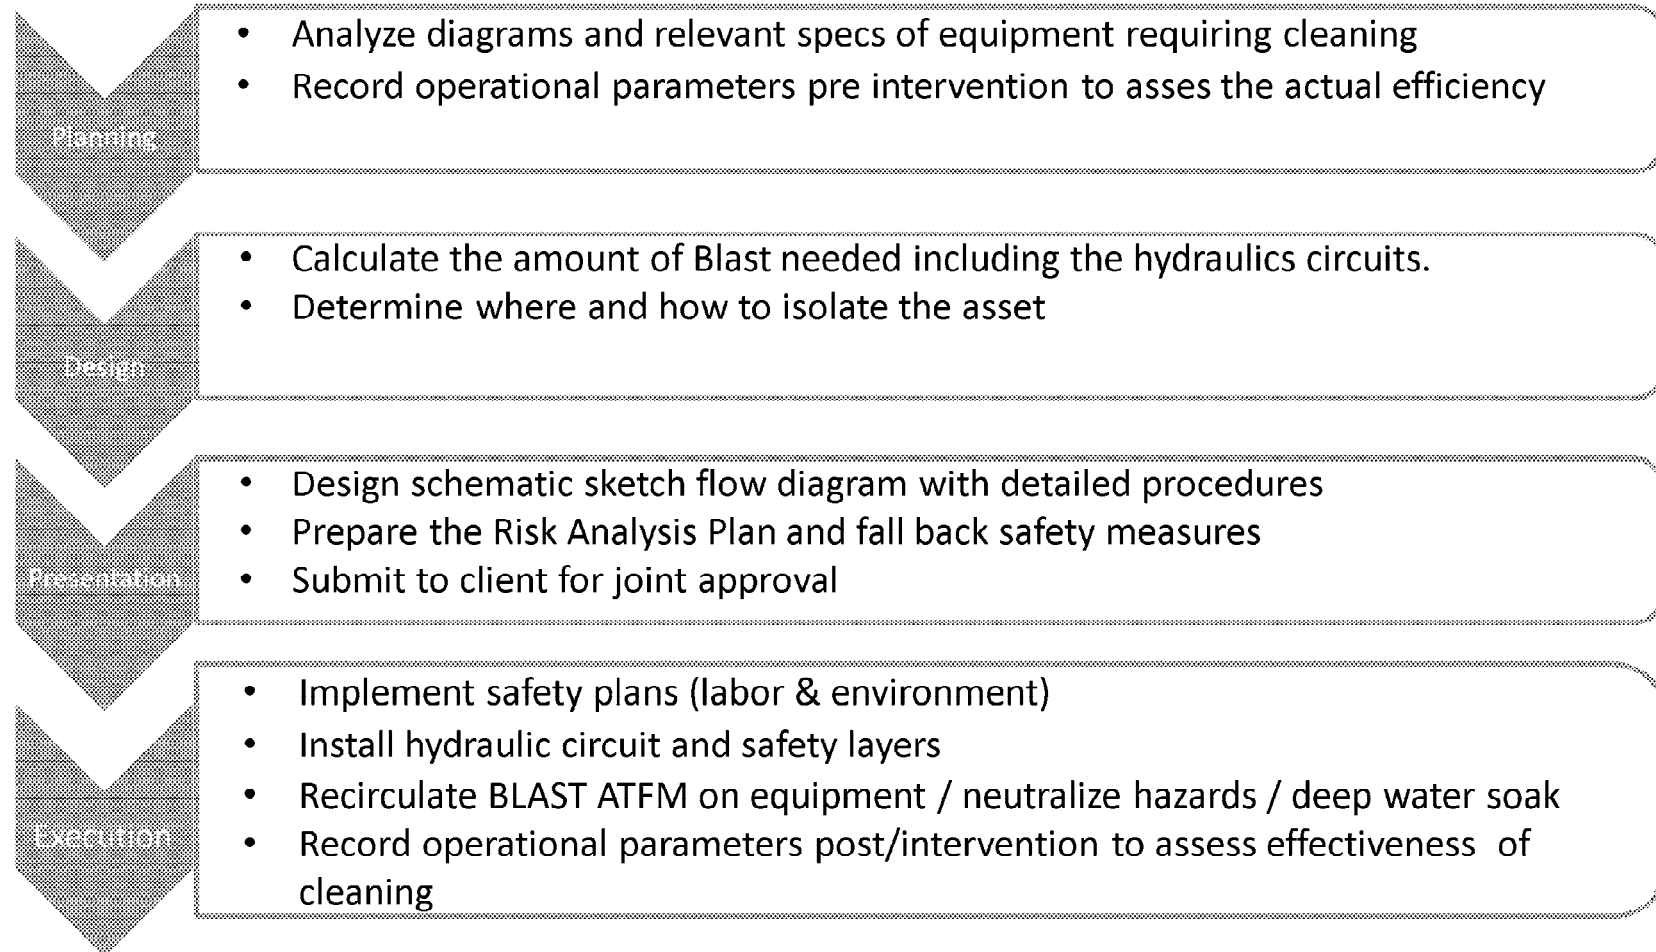 Planning
• Analyze diagrams and relevant specs of equipment requiring cleaning
• Record operational parameters pre intervention to asses the actual efficiency
Design
• Calculate the amount of Blast needed including the hydraulics circuits.
• Determine where and how to isolate the asset
Presentation
• Design schematic sketch flow diagram with detailed procedures
• Prepare the Risk Analysis Plan and fall back safety measures
• Submit to client for joint approval
Execution
• Implement safety plans (labor & environment)
• Install hydraulic circuit and safety layers
• Recirculate BLAST ATFM on equipment / neutralize hazards / deep water soak
• Record operational parameters post/intervention to assess effectiveness of
cleaning